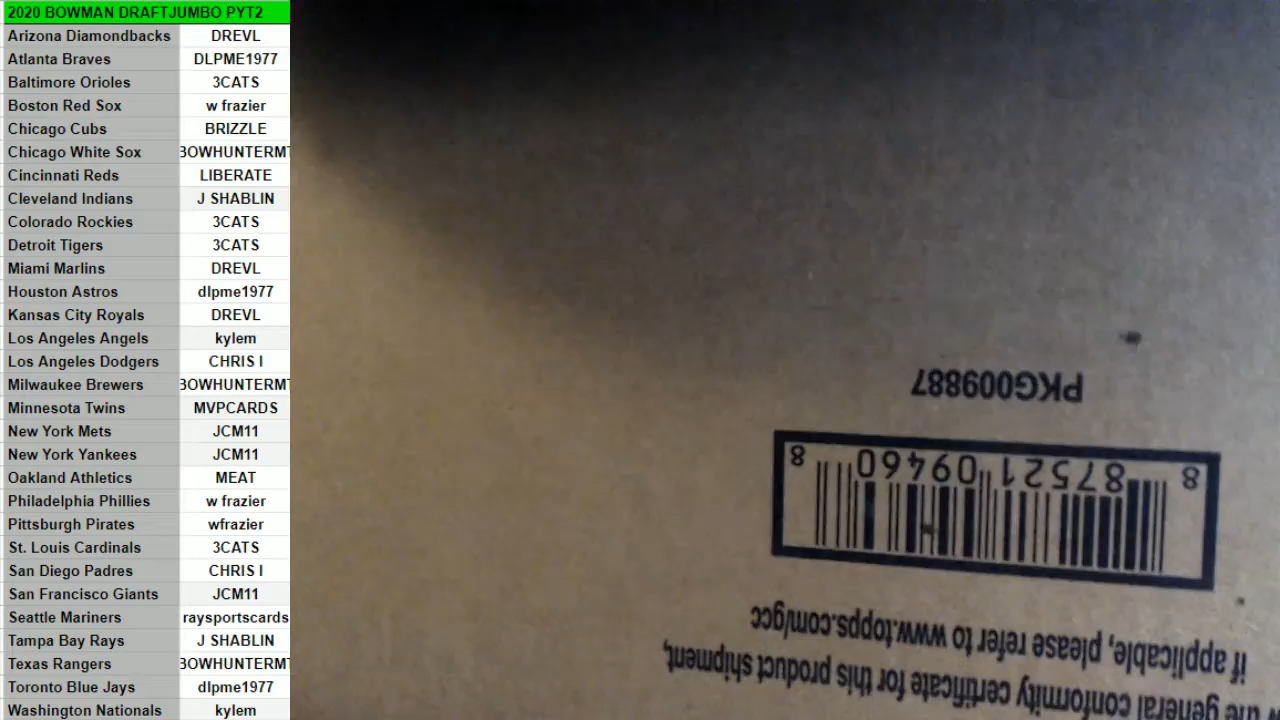 2020 BOWMAN DRAFTJUMBO PYT2
Arizona Diamondbacks DREVL
Atlanta Braves DLPME1977
Baltimore Orioles 3CATS
Boston Red Sox w frazier
Chicago Cubs BRIZZLE
Chicago White Sox BOWHUNTERMT
Cincinnati Reds LIBERATE
Cleveland Indians J SHABLIN
Colorado Rockies 3CATS
Detroit Tigers 3CATS
Miami Marlins DREVL
Houston Astros dlpme1977
Kansas City Royals DREVL
Los Angeles Angels kylem
Los Angeles Dodgers CHRIS I
Milwaukee Brewers BOWHUNTERMT
Minnesota Twins MVPCARDS
New York Mets JCM11
New York Yankees JCM11
Oakland Athletics MEAT
Philadelphia Phillies w frazier
Pittsburgh Pirates wfrazier
St. Louis Cardinals 3CATS
San Diego Padres CHRIS I
San Francisco Giants JCM11
Seattle Mariners raysportscards
Tampa Bay Rays J SHABLIN
Texas Rangers BOWHUNTERMT
Toronto Blue Jays dlpme1977
Washington Nationals kylem
the general conformity certificate for this product shipment,
if applicable, please refer to www.topps.com/gcc
8 87521 09460 8
PKG009887